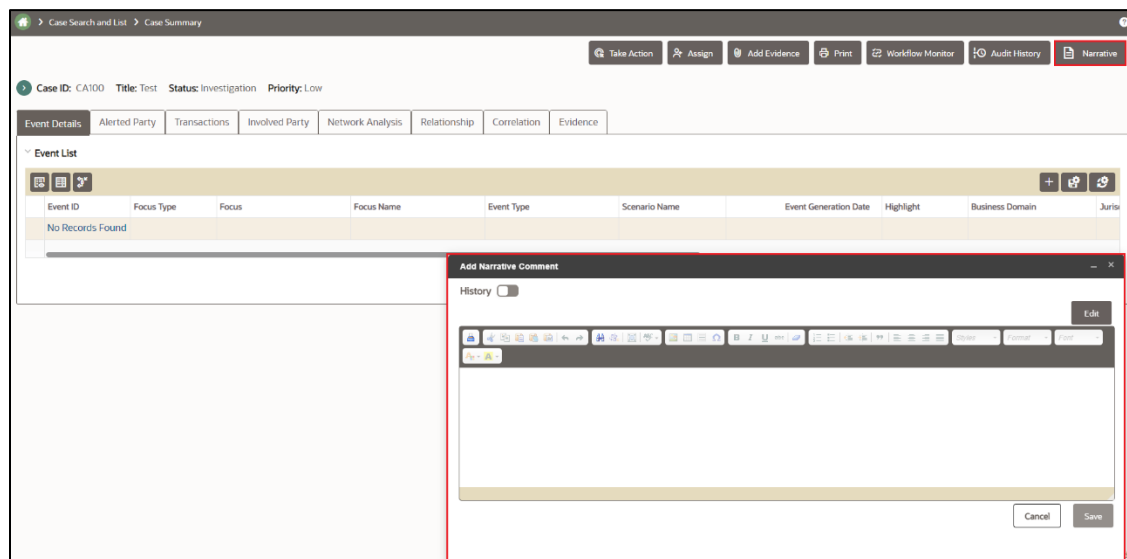 > Case Search and List > Case Summary
Take Action Assign Add Evidence Print Workflow Monitor Audit History Narrative
Case ID: CA100 Title: Test Status: Investigation Priority: Low
Event Details Alerted Party Transactions Involved Party Network Analysis Relationship Correlation Evidence
Event List
Event ID Focus Type Focus Focus Name Event Type Scenario Name Event Generation Date Highlight Business Domain Juris
No Records Found
Add Narrative Comment
History
Edit
B I U Styles Format Font
A
Cancel Save